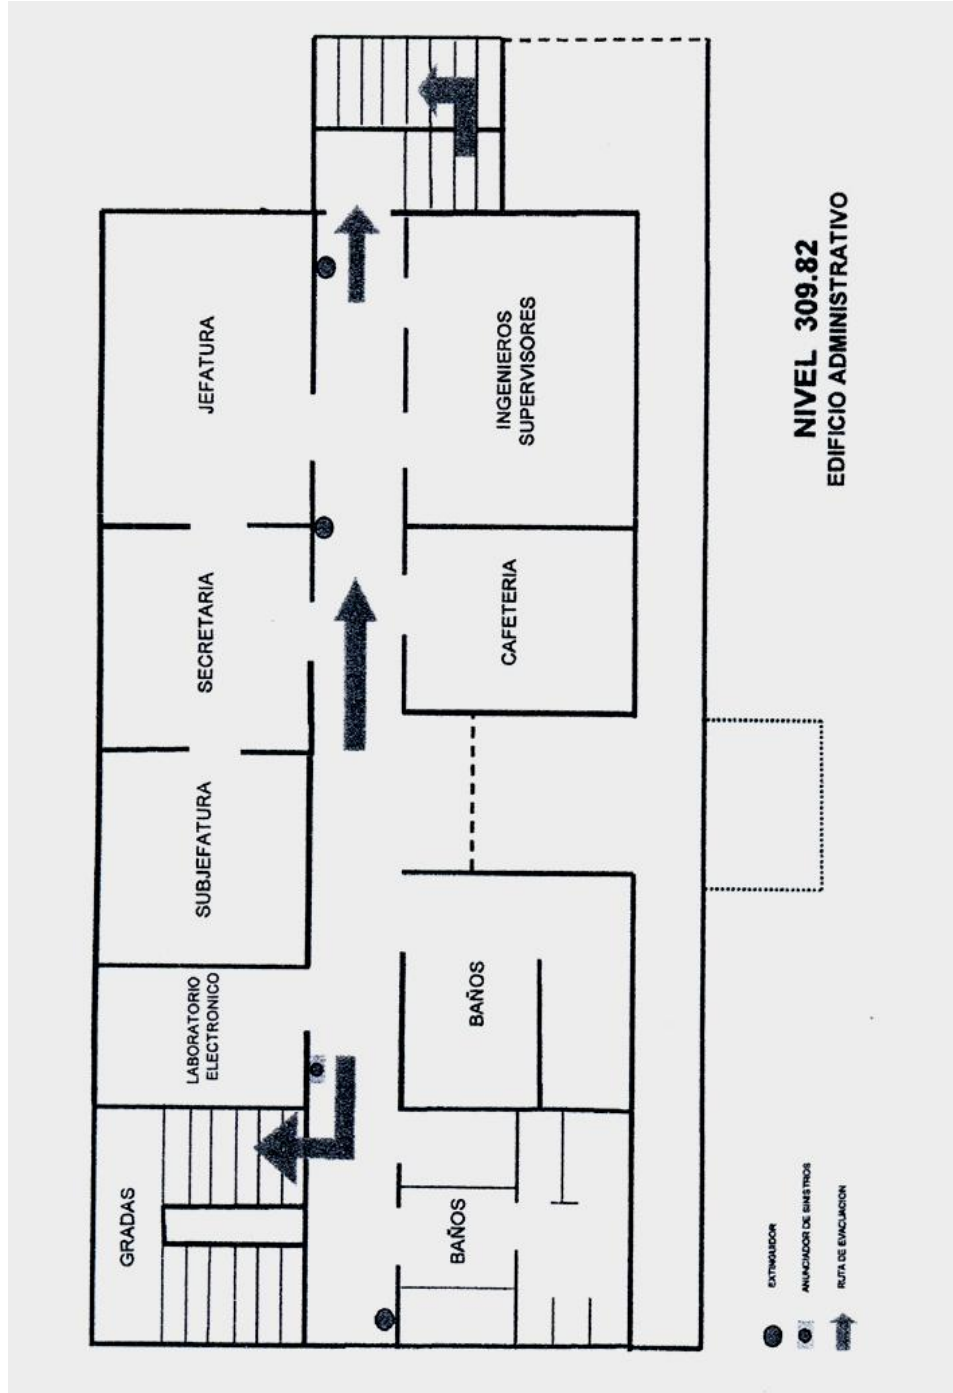 GRADAS
LABORATORIO
ELECTRONICO
SUBJEFATURA
SECRETARIA
JEFATURA
BAÑOS
BAÑOS
CAFETERIA
INGENIEROS
SUPERVISORES
EXTINGUIDOR
ANUNCIADOR DE SINISTROS
RUTA DE EVACUACION
NIVEL 309.82
EDIFICIO ADMINISTRATIVO